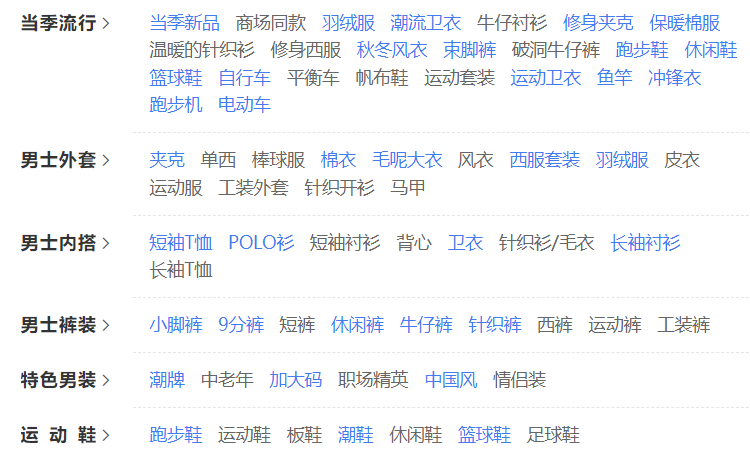 当季流行 > 当季新品 商场同款 羽绒服 潮流卫衣 牛仔衬衫 修身夹克 保暖棉服
温暖的针织衫 修身西服 秋冬风衣 束脚裤 破洞牛仔裤 跑步鞋 休闲鞋
篮球鞋 自行车 平衡车 帆布鞋 运动套装 运动卫衣 鱼竿 冲锋衣
跑步机 电动车
男士外套 > 夹克 单西 棒球服 棉衣 毛呢大衣 风衣 西服套装 羽绒服 皮衣
运动服 工装外套 针织开衫 马甲
男士内搭 > 短袖T恤 POLO衫 短袖衬衫 背心 卫衣 针织衫/毛衣 长袖衬衫
长袖T恤
男士裤装 > 小脚裤 9分裤 短裤 休闲裤 牛仔裤 针织裤 西裤 运动裤 工装裤
特色男装 > 潮牌 中老年 加大码 职场精英 中国风 情侣装
运动鞋 > 跑步鞋 运动鞋 板鞋 潮鞋 休闲鞋 篮球鞋 足球鞋